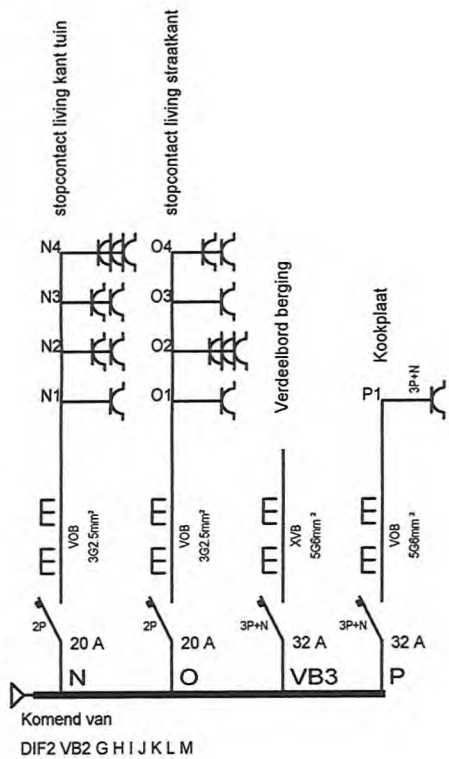 stopcontact living kant tuin
stopcontact living straatkant
Verdeelbord berging
Kookplaat
N4
N3
N2
N1
O4
O3
O2
O1
P1
3P+N
VOB
3G2.5mm²
VOB
3G2.5mm²
XVB
5G6mm²
VOB
5G6mm²
2P
20 A
2P
20 A
3P+N
32 A
3P+N
32 A
N
O
VB3
P
Komend van
DIF2 VB2 G H I J K L M